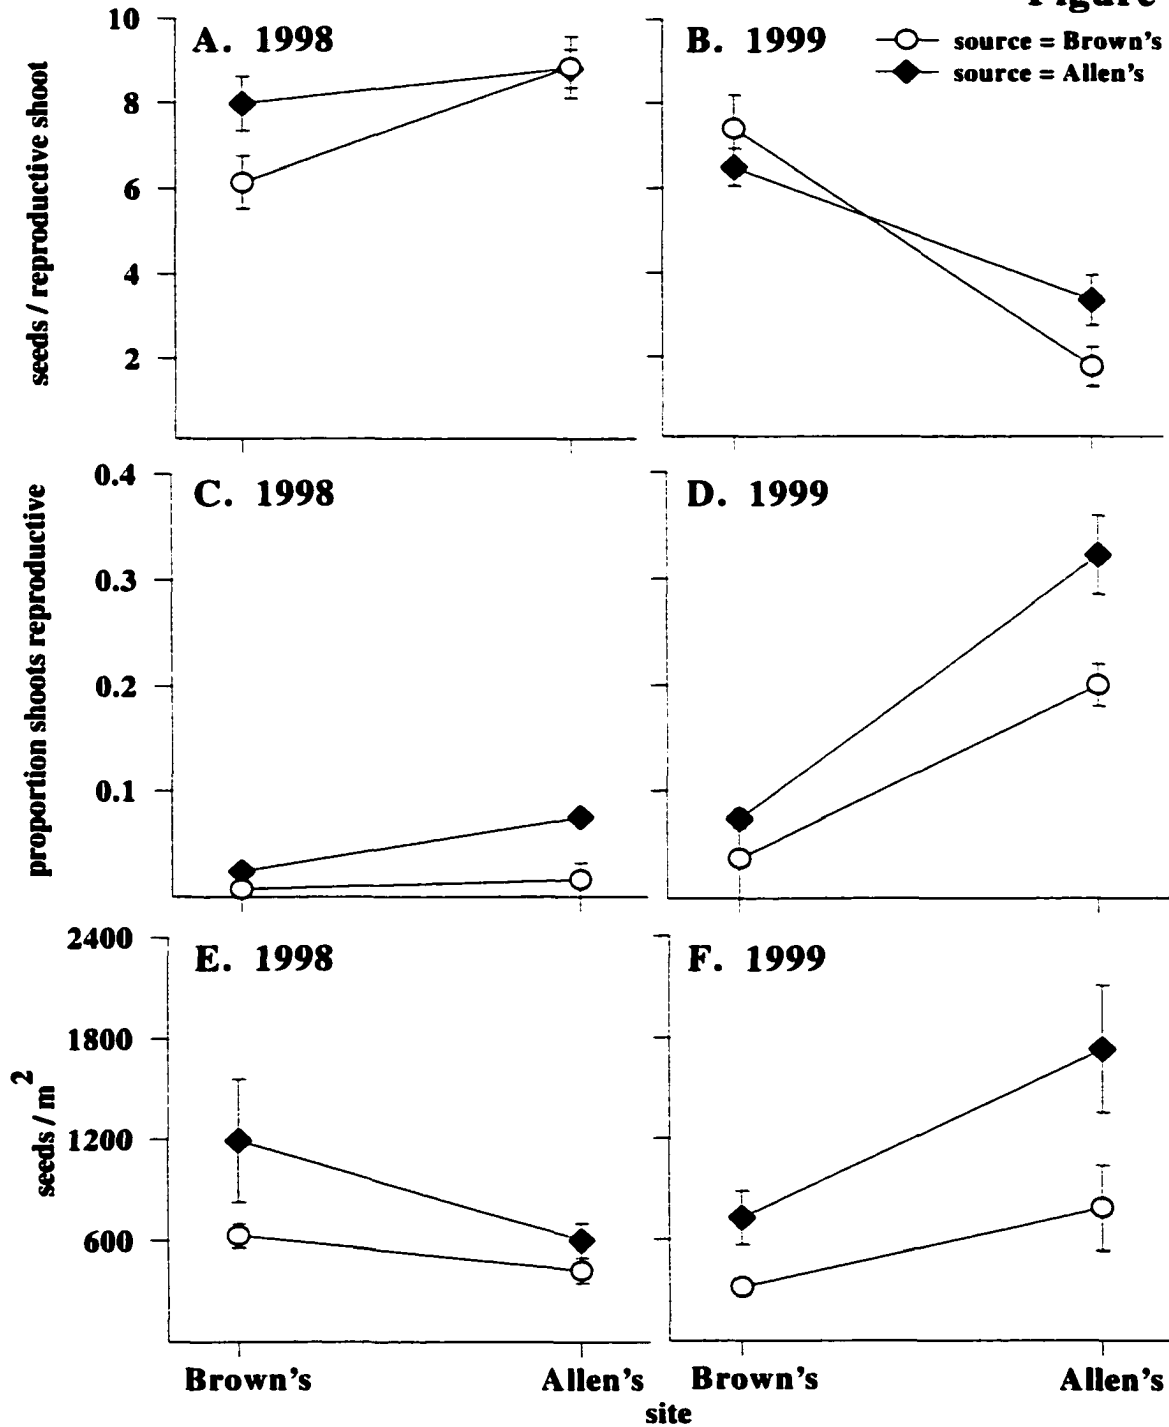 Figure
10
A. 1998
B. 1999
source = Brown's
source = Allen's
8
6
4
2
seeds / reproductive shoot
0.4
C. 1998
D. 1999
0.3
0.2
0.1
proportion shoots reproductive
2400
E. 1998
F. 1999
1800
1200
600
seeds / m2
Brown's
Allen's
Brown's
Allen's
site